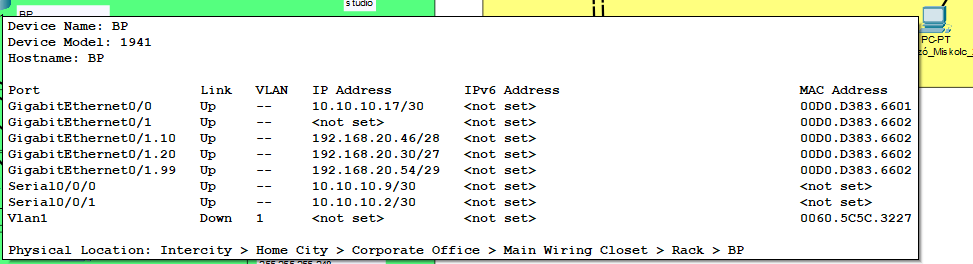 studio
BP
Device Name: BP
Device Model: 1941
Hostname: BP
Port Link VLAN IP Address IPv6 Address MAC Address
GigabitEthernet0/0 Up -- 10.10.10.17/30 <not set> 00D0.D383.6601
GigabitEthernet0/1 Up -- <not set> <not set> 00D0.D383.6602
GigabitEthernet0/1.10 Up -- 192.168.20.46/28 <not set> 00D0.D383.6602
GigabitEthernet0/1.20 Up -- 192.168.20.30/27 <not set> 00D0.D383.6602
GigabitEthernet0/1.99 Up -- 192.168.20.54/29 <not set> 00D0.D383.6602
Serial0/0/0 Up 10.10.10.9/30 <not set> <not set>
Serial0/0/1 Up 10.10.10.2/30 <not set> <not set>
Vlan1 Down 1 <not set> <not set> 0060.5C5C.3227
Physical Location: Intercity > Home City > Corporate Office > Main Wiring Closet > Rack > BP
PC-PT
zó_Miskolc_